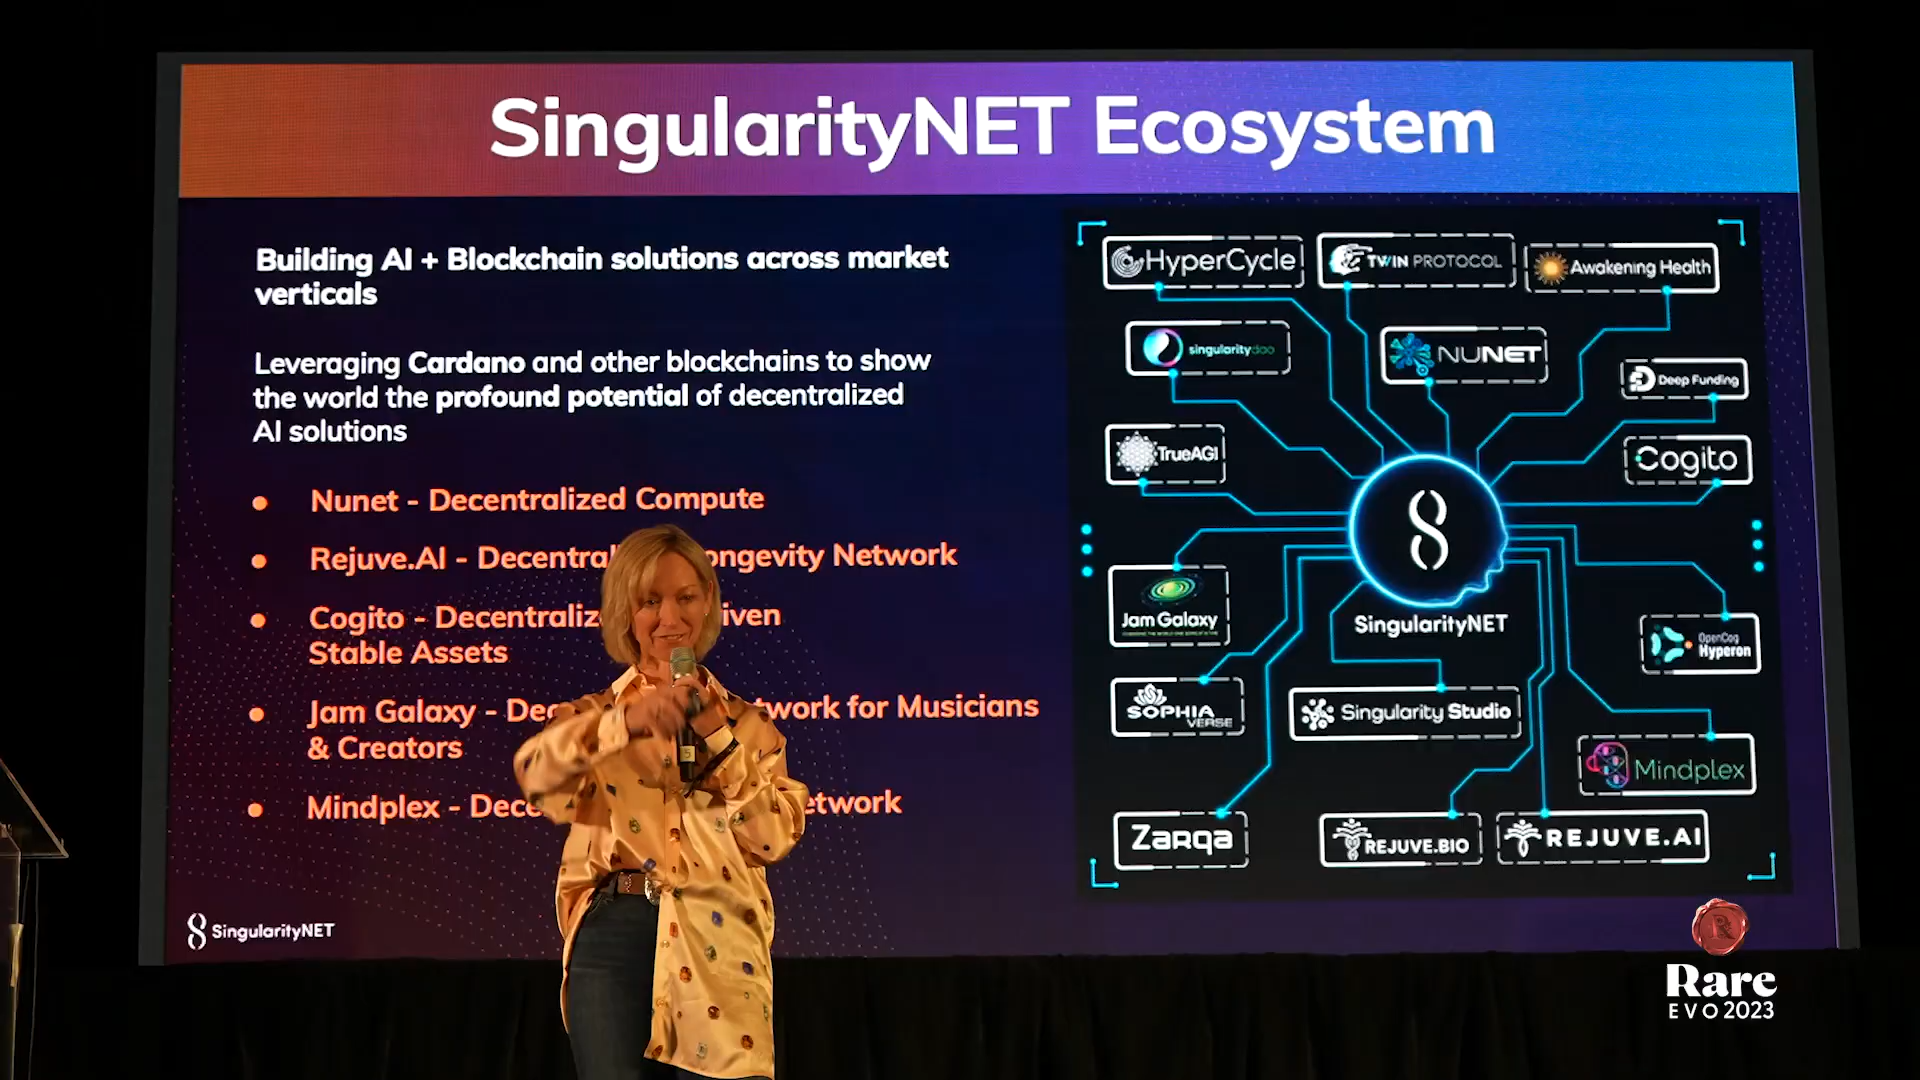 SingularityNET Ecosystem
Building AI + Blockchain solutions across market
verticals
Leveraging Cardano and other blockchains to show
the world the profound potential of decentralized
AI solutions
Nunet - Decentralized Compute
Rejuve.AI - Decentral ongevity Network
Cogito - Decentraliz iven
Stable Assets
Jam Galaxy - Dec twork for Musicians
& Creators
Mindplex - Dece etwork
SingularityNET
HyperCycle
TWIN PROTOCOL
Awakening Health
singularitydao
NUNET
Deep Funding
TrueAGI
Cogito
Jam Galaxy
SingularityNET
OpenCog
Hyperon
SOPHIA
VERSE
Singularity Studio
Mindplex
Zarqa
REJUVE.BIO
REJUVE.AI
Rare
EVO 2023